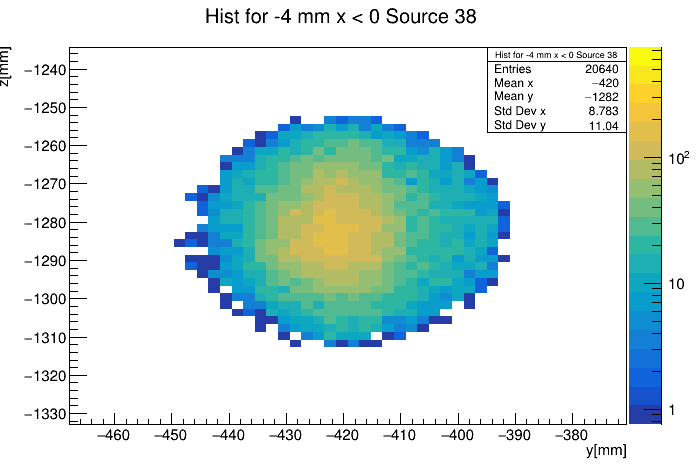 Hist for -4 mm x < 0 Source 38
z[mm]
Hist for -4 mm x < 0 Source 38
Entries 20640
Mean x −420
Mean y −1282
Std Dev x 8.783
Std Dev y 11.04
−1240
−1250
−1260
−1270
−1280
−1290
−1300
−1310
−1320
−1330
10²
10
1
−460 −450 −440 −430 −420 −410 −400 −390 −380
y[mm]